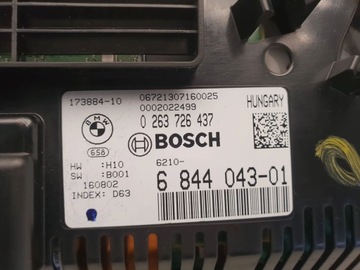 173884-10 06721307160025
0002022499
HUNGARY
0 263 726 437
BMW
BOSCH
658
6210-
HW :H10
SW :B001
160802
INDEX: D63
6 844 043-01